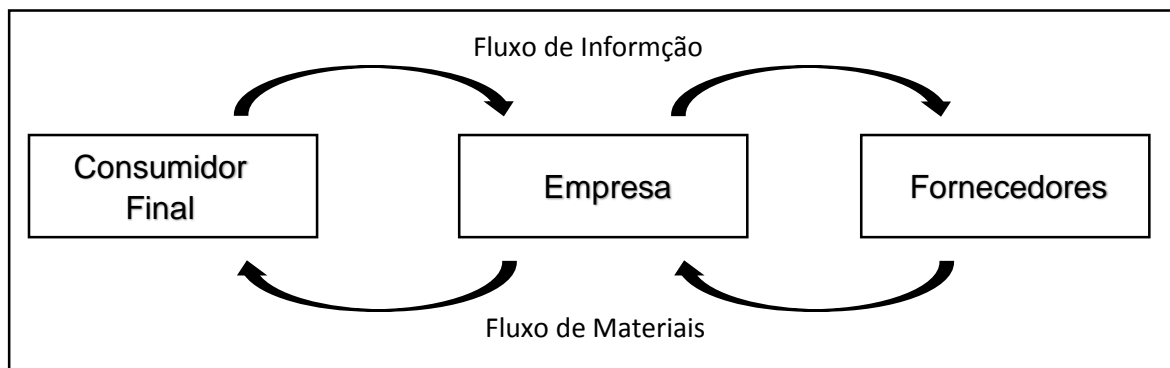 Fluxo de Informção
Consumidor
Final
Empresa
Fornecedores
Fluxo de Materiais